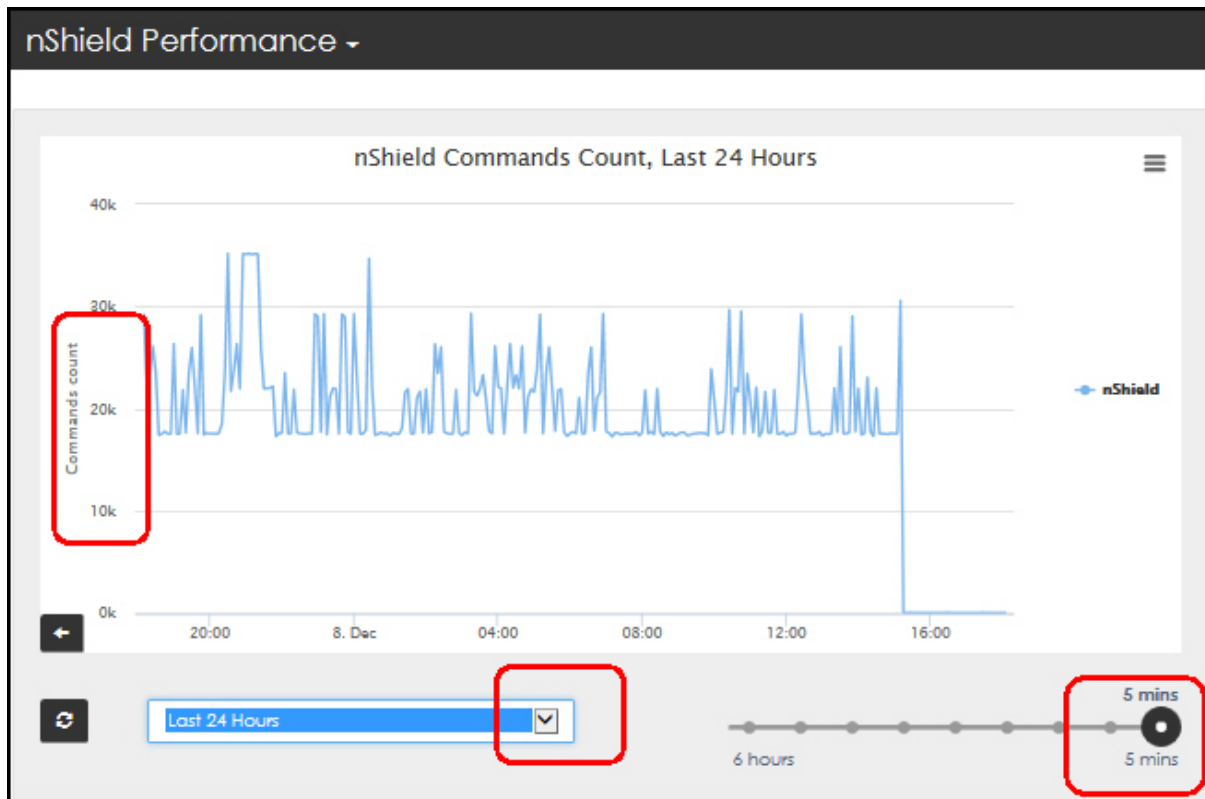 nShield Performance
nShield Commands Count, Last 24 Hours
40k
30k
Commands count
20k
10k
0k
nShield
20:00 8. Dec 04:00 08:00 12:00 16:00
Last 24 Hours
5 mins
6 hours 5 mins